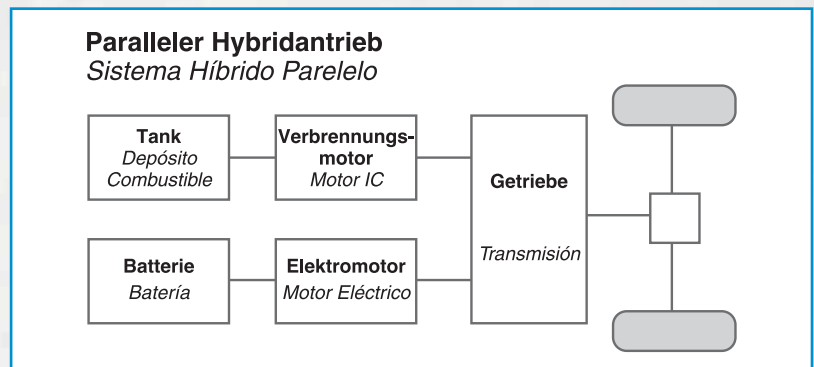 Paralleler Hybridantrieb
Sistema Híbrido Parelelo
Tank
Depósito
Combustible
Verbrennungs-
motor
Motor IC
Getriebe
Transmisión
Batterie
Batería
Elektromotor
Motor Eléctrico